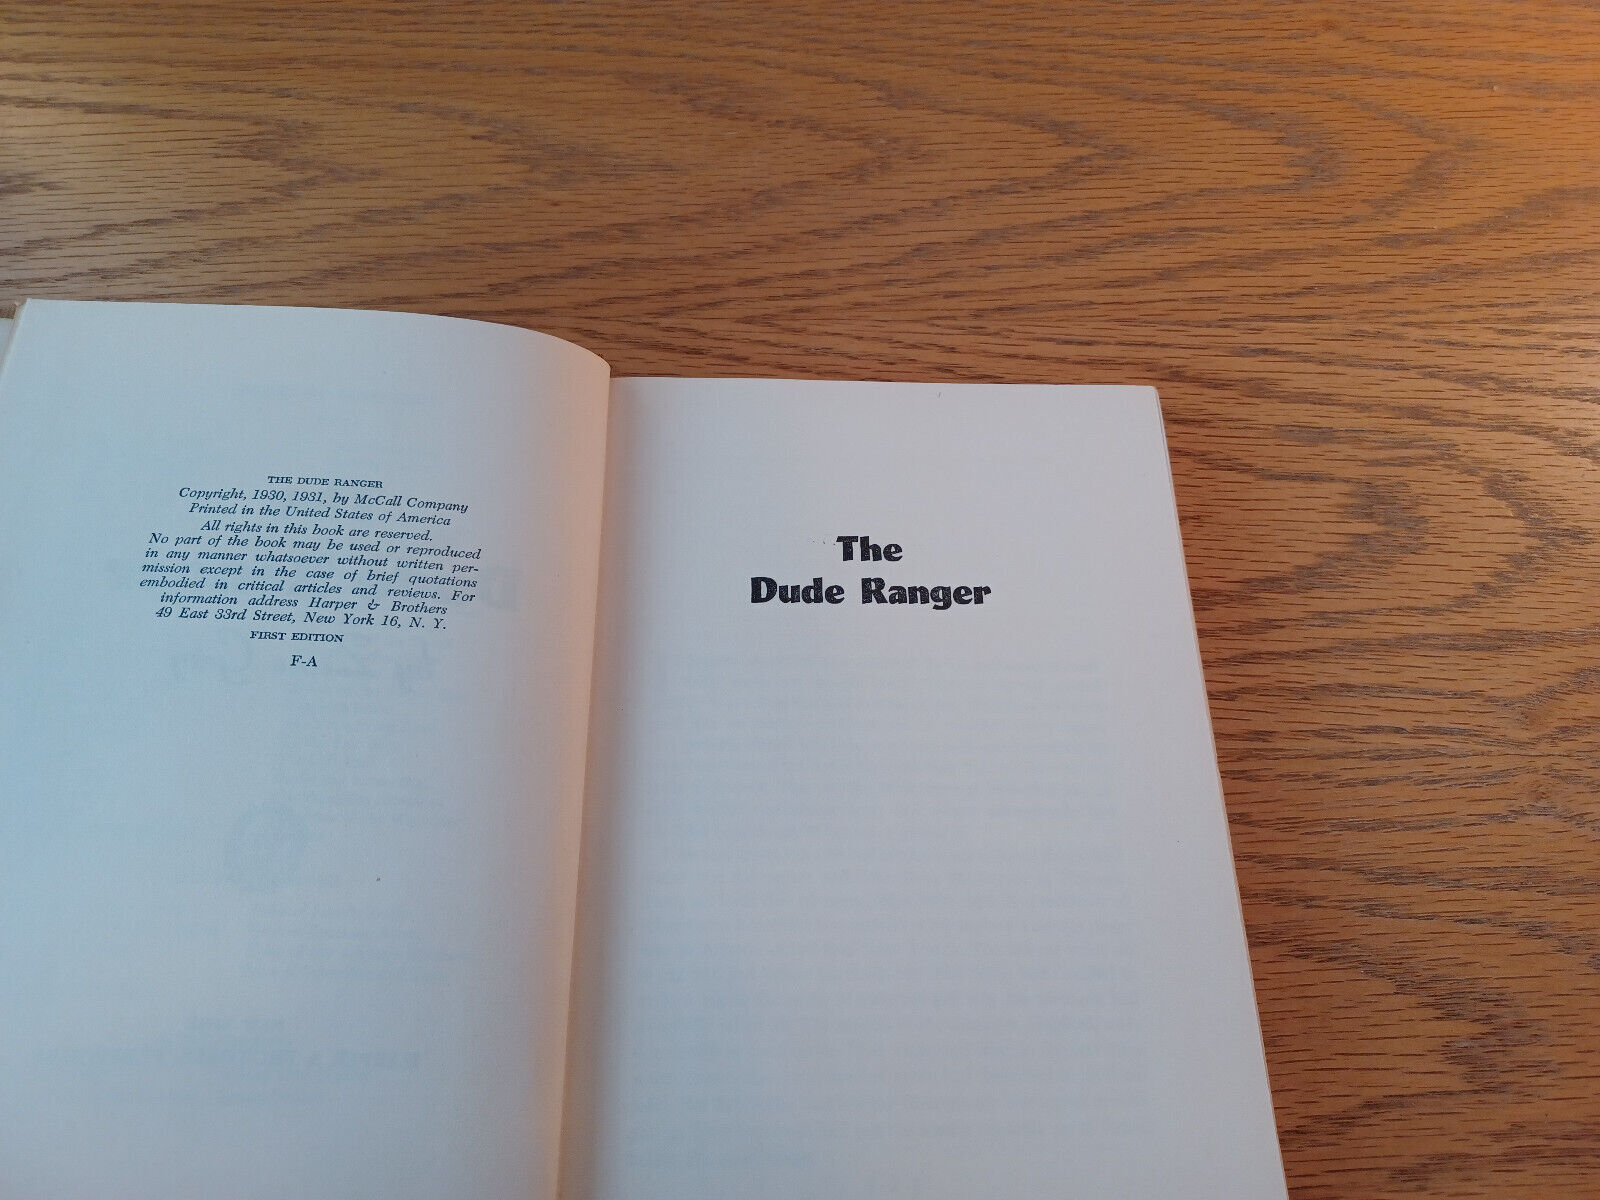 THE DUDE RANGER
Copyright, 1930, 1931, by McCall Company
Printed in the United States of America
All rights in this book are reserved.
No part of the book may be used or reproduced
in any manner whatsoever without written per-
mission except in the case of brief quotations
embodied in critical articles and reviews. For
information address Harper & Brothers
49 East 33rd Street, New York 16, N. Y.
FIRST EDITION
F-A
The
Dude Ranger